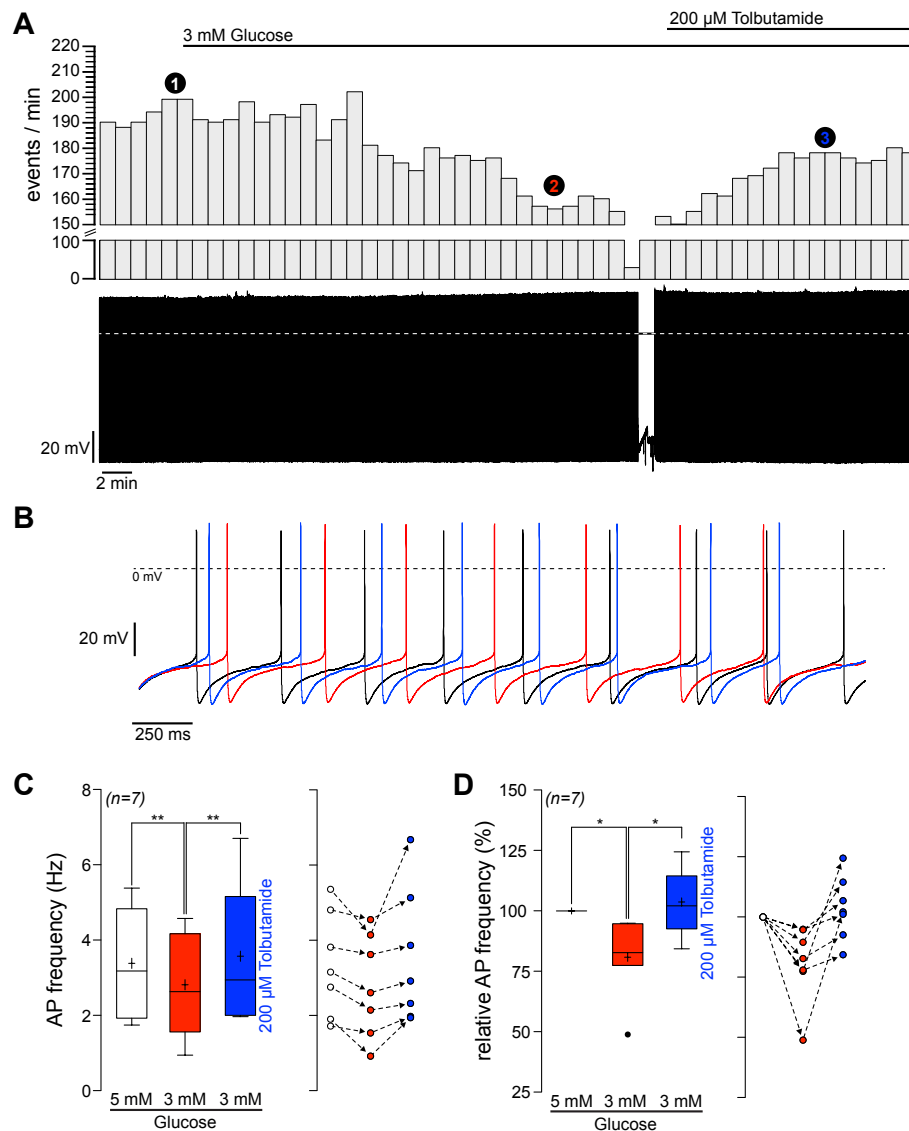 A
200 µM Tolbutamide
3 mM Glucose
220
210
200
190
180
170
160
150
100
0
events / min
1
2
3
20 mV
2 min
B
0 mV
20 mV
250 ms
C
8
6
4
2
0
AP frequency (Hz)
(n=7)
**
**
200 µM Tolbutamide
5 mM 3 mM 3 mM
Glucose
D
150
125
100
75
50
25
relative AP frequency (%)
(n=7)
*
*
200 µM Tolbutamide
5 mM 3 mM 3 mM
Glucose